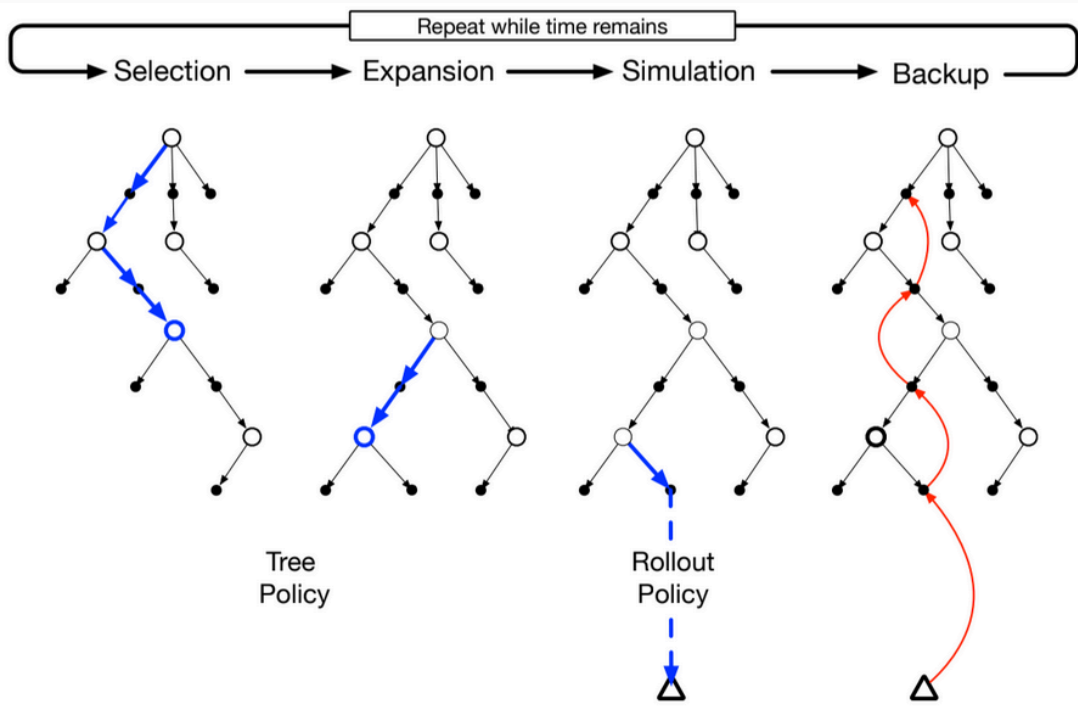 Repeat while time remains
Selection
Expansion
Simulation
Backup
Tree
Policy
Rollout
Policy